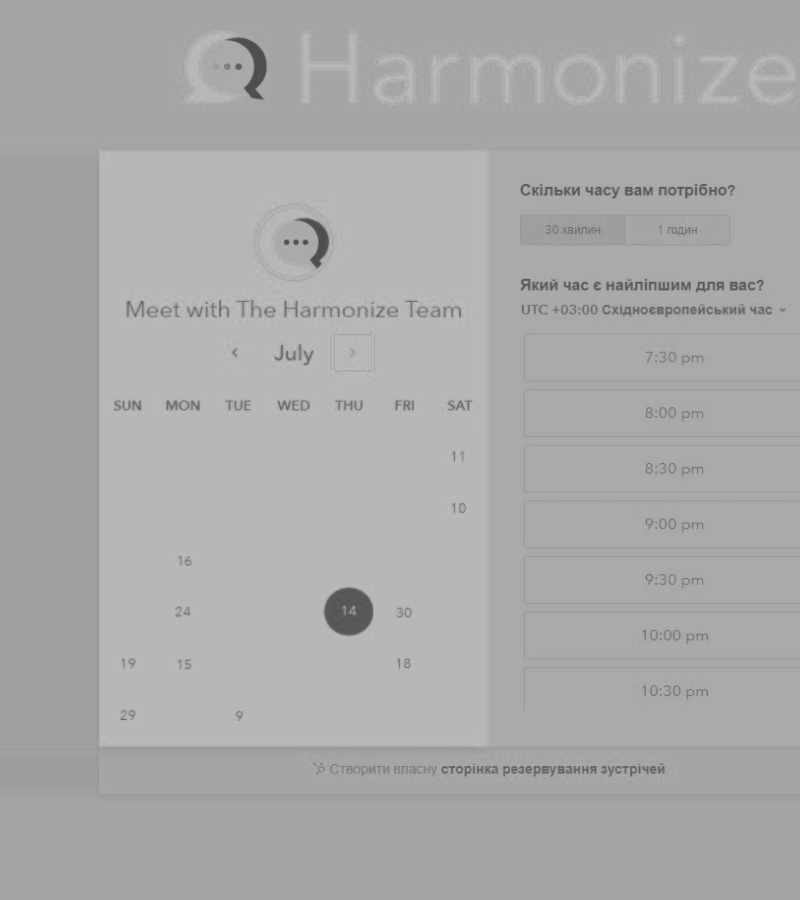 Harmonize
Meet with The Harmonize Team
July
SUN MON TUE WED THU FRI SAT
11
10
16
24 14 30
19 15 18
29 9
Скільки часу вам потрібно?
30 хвилин 1 годин
Який час є найліпшим для вас?
UTC +03:00 Східноєвропейський час
7:30 pm
8:00 pm
8:30 pm
9:00 pm
9:30 pm
10:00 pm
10:30 pm
Створити власну сторінка резервування зустрічей